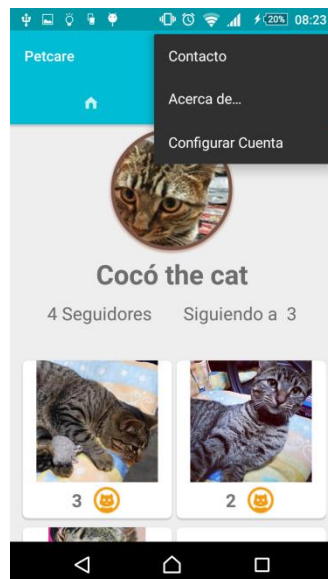 20% 08:23
Petcare
Contacto
Acerca de...
Configurar Cuenta
Cocó the cat
4 Seguidores Siguiendo a 3
3
2